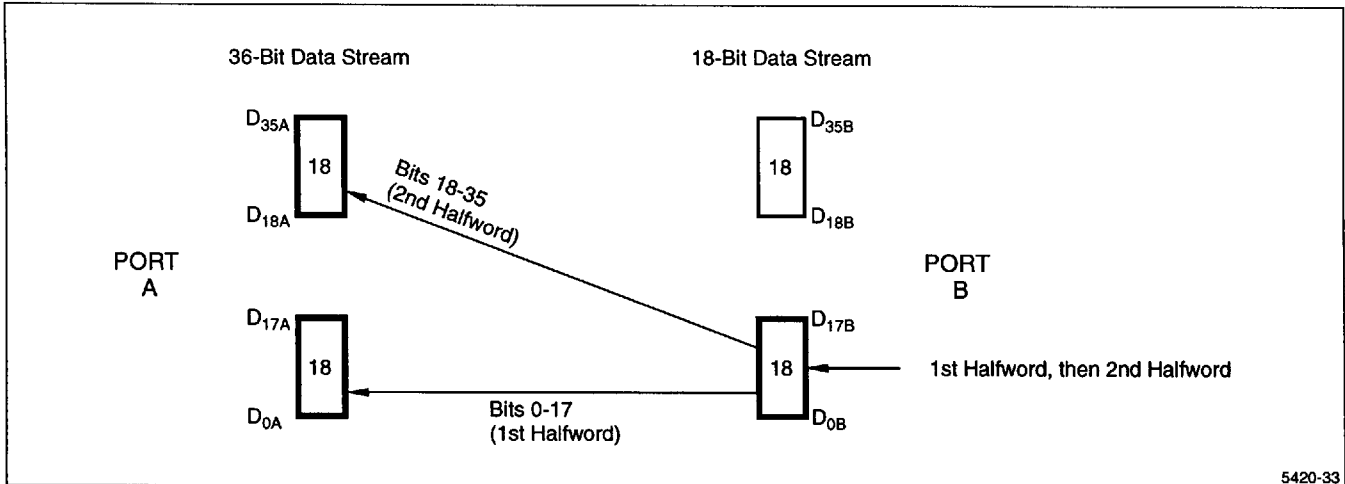 36-Bit Data Stream
18-Bit Data Stream
D35A
18
D18A
Bits 18-35
(2nd Halfword)
D35B
18
D18B
PORT
A
PORT
B
D17A
18
D0A
Bits 0-17
(1st Halfword)
D17B
18
D0B
1st Halfword, then 2nd Halfword
5420-33